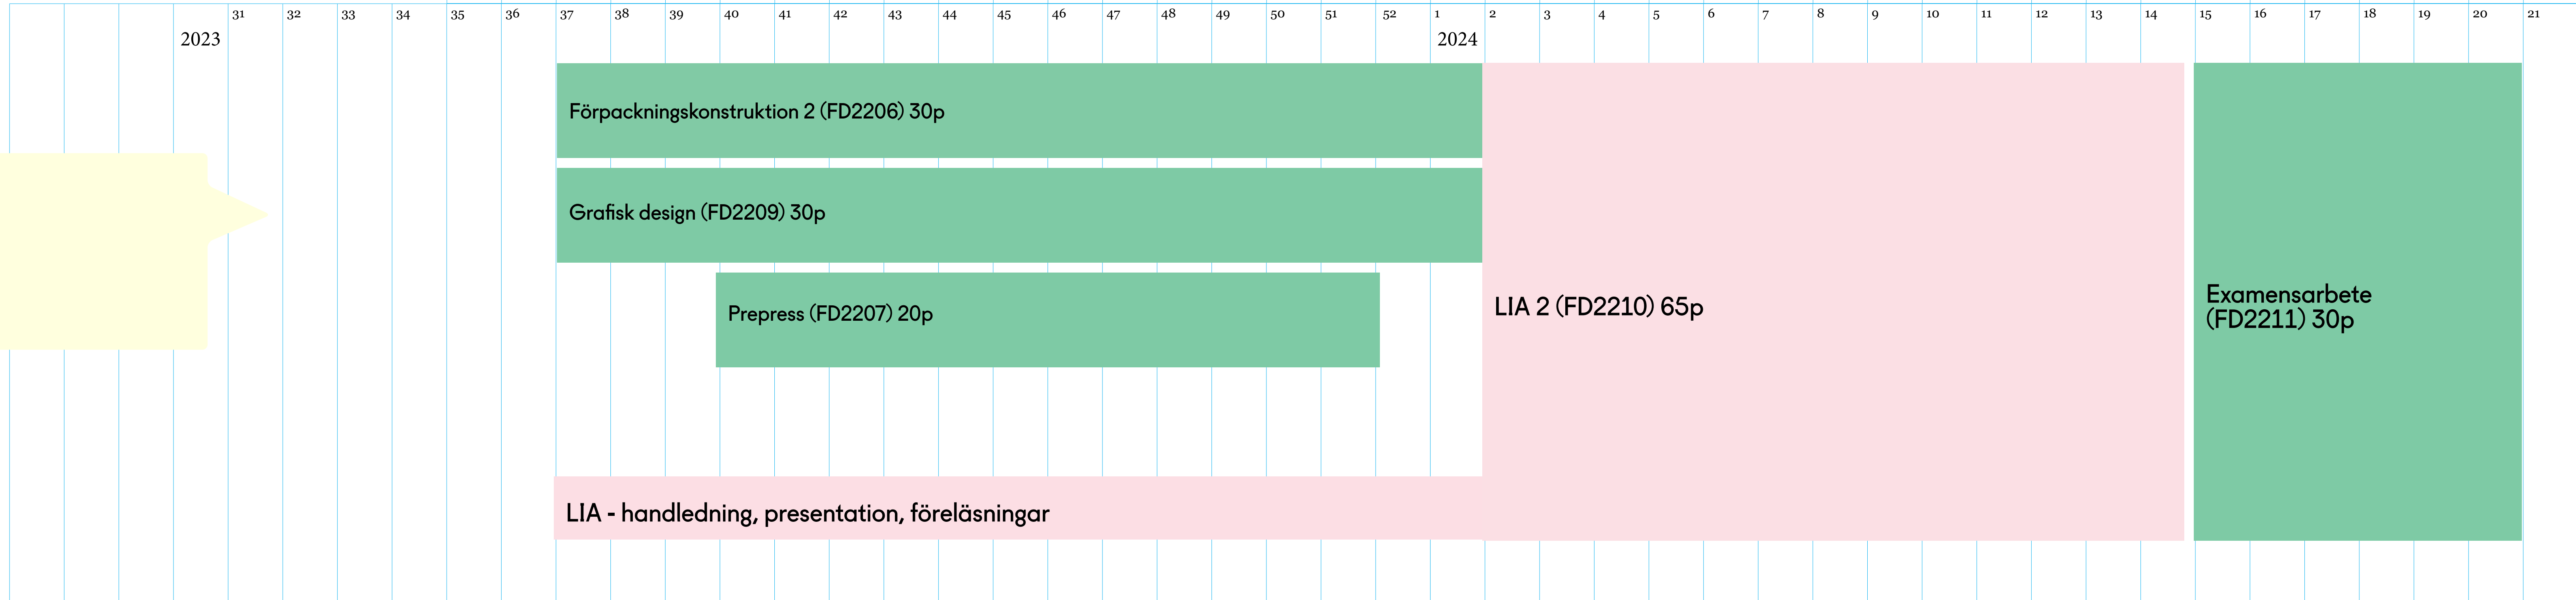 31 32 33 34 35 36 37 38 39 40 41 42 43 44 45 46 47 48 49 50 51 52 1 2 3 4 5 6 7 8 9 10 11 12 13 14 15 16 17 18 19 20 21
2023 2024
Förpackningskonstruktion 2 (FD2206) 30p
Grafisk design (FD2209) 30p
Prepress (FD2207) 20p
LIA - handledning, presentation, föreläsningar
LIA 2 (FD2210) 65p
Examensarbete
(FD2211) 30p